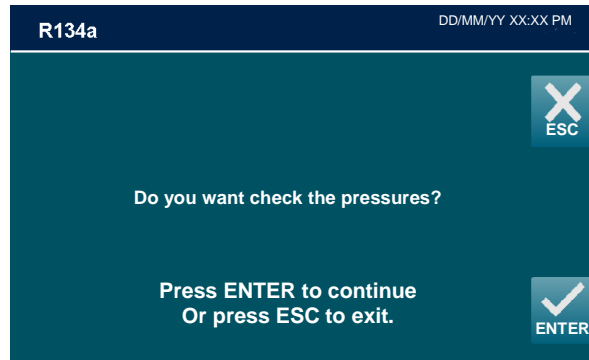 R134a
DD/MM/YY XX:XX PM
ESC
Do you want check the pressures?
Press ENTER to continue
Or press ESC to exit.
ENTER